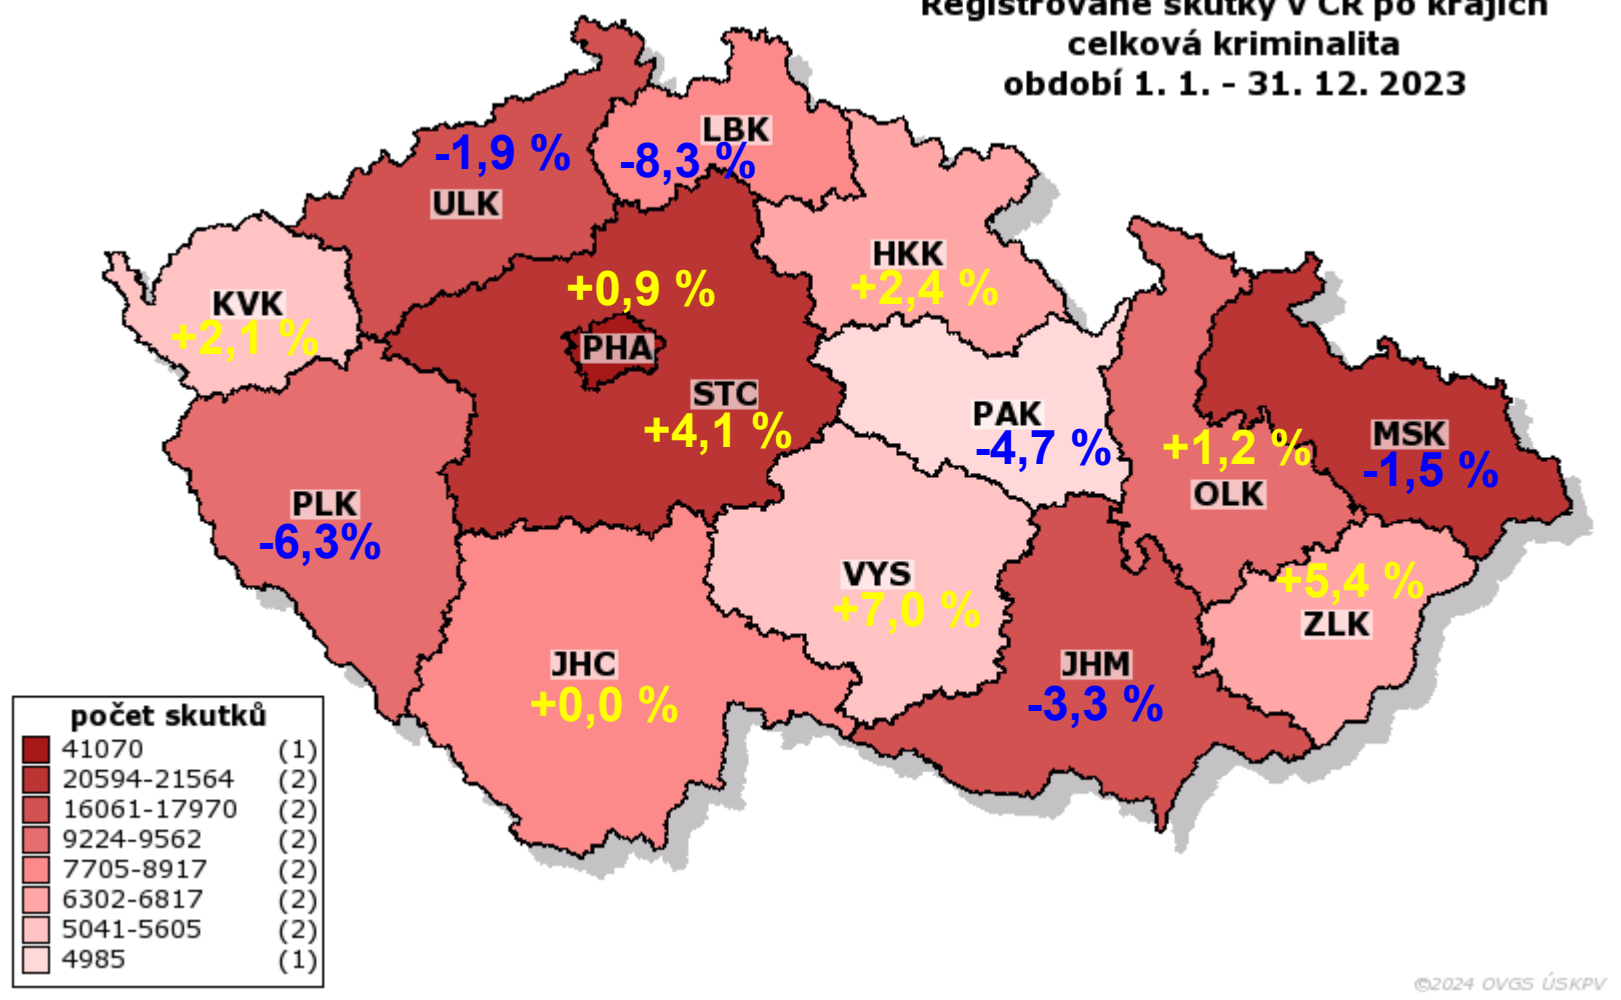 Registrované skutky v ČR po krajích
celková kriminalita
období 1. 1. - 31. 12. 2023
-1,9 %
ULK
LBK
-8,3 %
HKK
+2,4 %
KVK
+2,1 %
+0,9 %
PHA
STC
+4,1 %
PAK
-4,7 %
+1,2 %
OLK
MSK
-1,5 %
PLK
-6,3%
VYS
+7,0 %
+5,4 %
ZLK
JHC
+0,0 %
JHM
-3,3 %
počet skutků
41070 (1)
20594-21564 (2)
16061-17970 (2)
9224-9562 (2)
7705-8917 (2)
6302-6817 (2)
5041-5605 (2)
4985 (1)
©2024 OVGS ÚSKPV